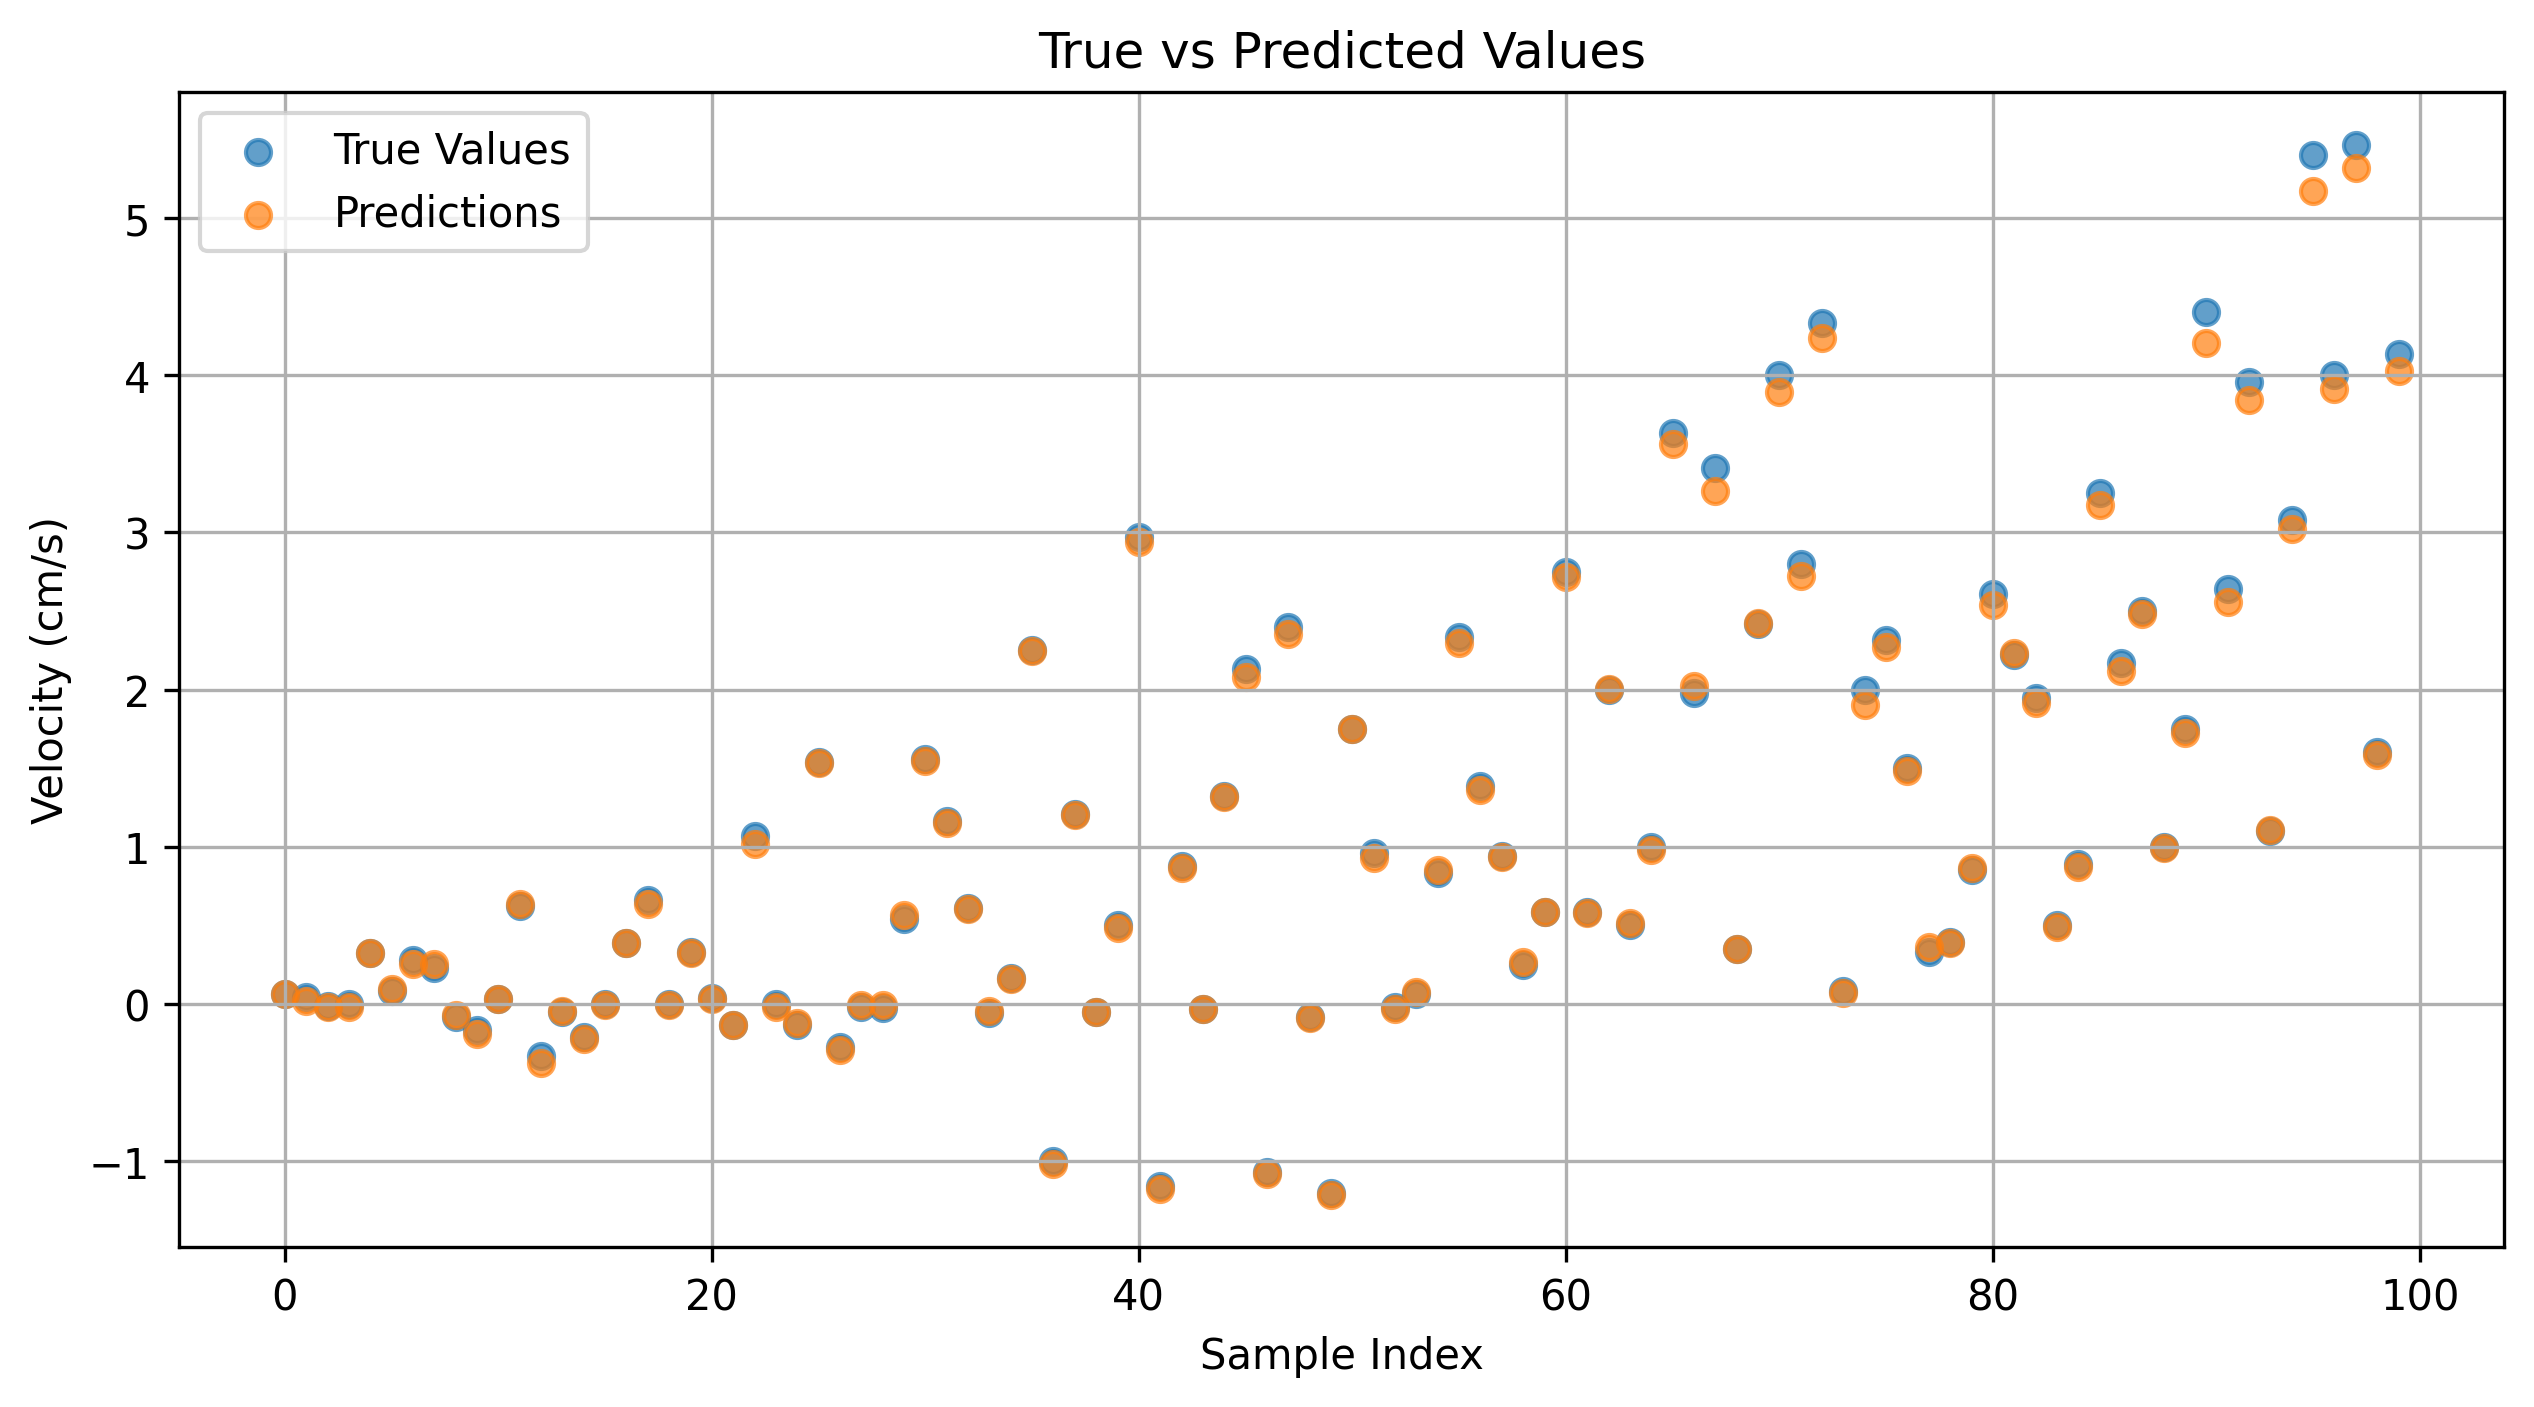 True vs Predicted Values
True Values
Predictions
Velocity (cm/s)
5
4
3
2
1
0
−1
0 20 40 60 80 100
Sample Index